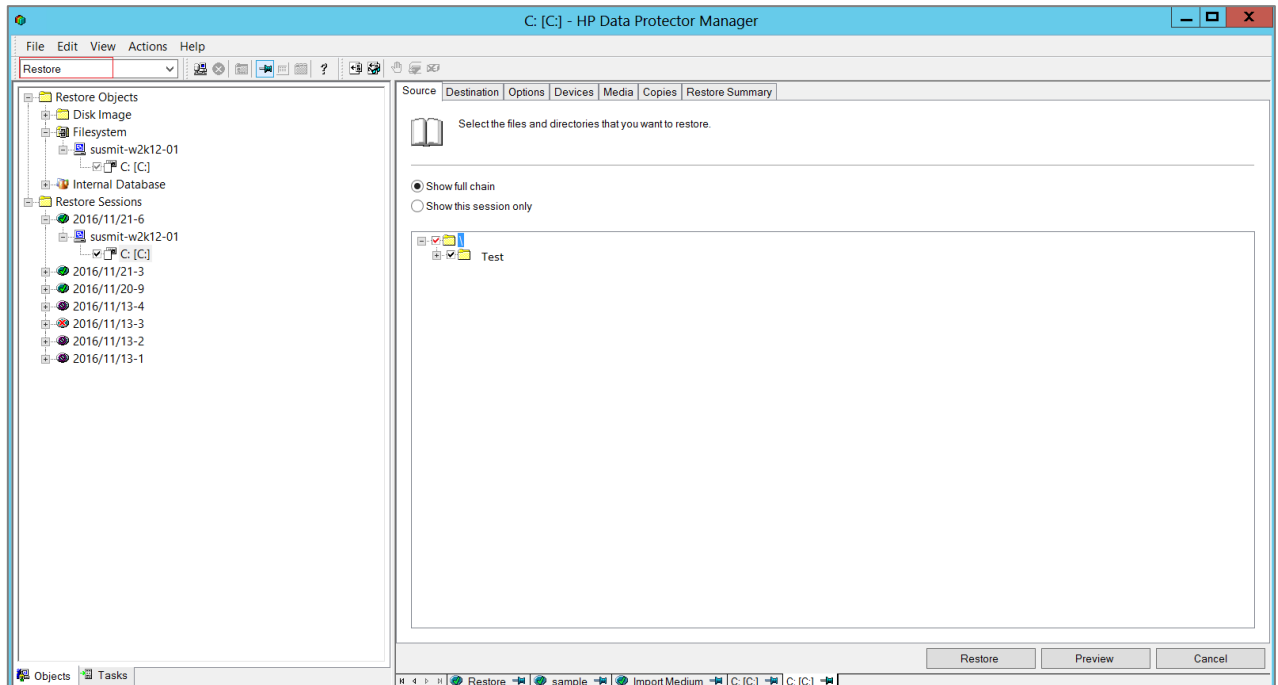 C: [C:] - HP Data Protector Manager
File Edit View Actions Help
Restore
Restore Objects
Disk Image
Filesystem
susmit-w2k12-01
C: [C:]
Internal Database
Restore Sessions
2016/11/21-6
susmit-w2k12-01
C: [C:]
2016/11/21-3
2016/11/20-9
2016/11/13-4
2016/11/13-3
2016/11/13-2
2016/11/13-1
Objects Tasks
Source Destination Options Devices Media Copies Restore Summary
Select the files and directories that you want to restore.
Show full chain
Show this session only
\
Test
Restore Preview Cancel
Restore sample Import Medium C: [C:] C: [C:]